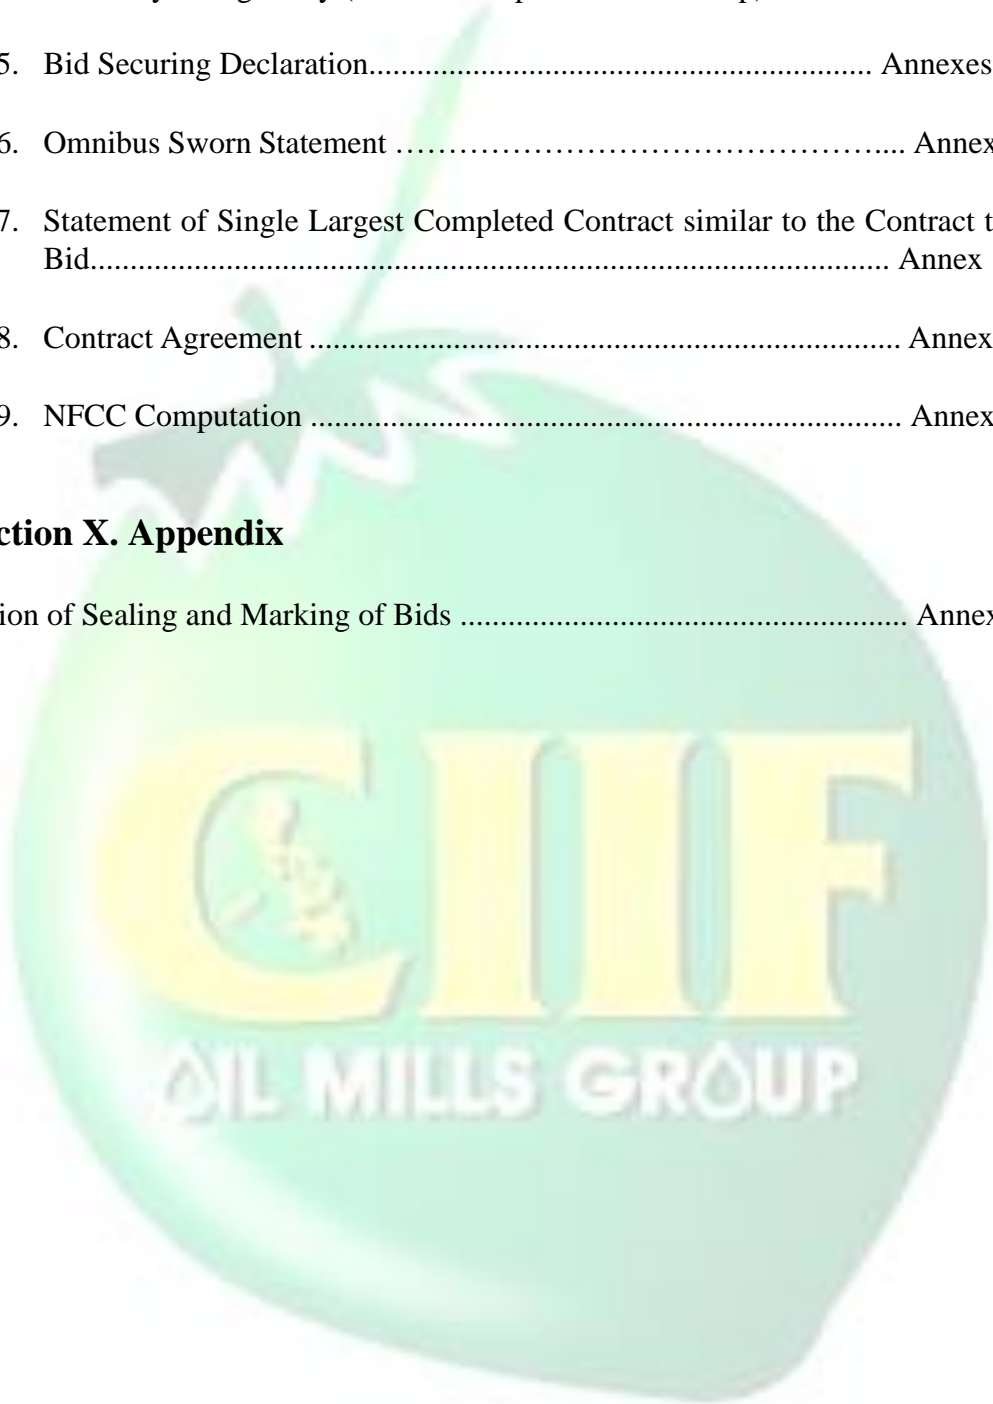 5. Bid Securing Declaration............................................................... Annexes
6. Omnibus Sworn Statement ………………………………………….... Annex
7. Statement of Single Largest Completed Contract similar to the Contract t
Bid.................................................................................................... Annex
8. Contract Agreement .......................................................................... Annex
9. NFCC Computation .......................................................................... Annex
ction X. Appendix
ion of Sealing and Marking of Bids ........................................................ Annex
CIIF
OIL MILLS GROUP